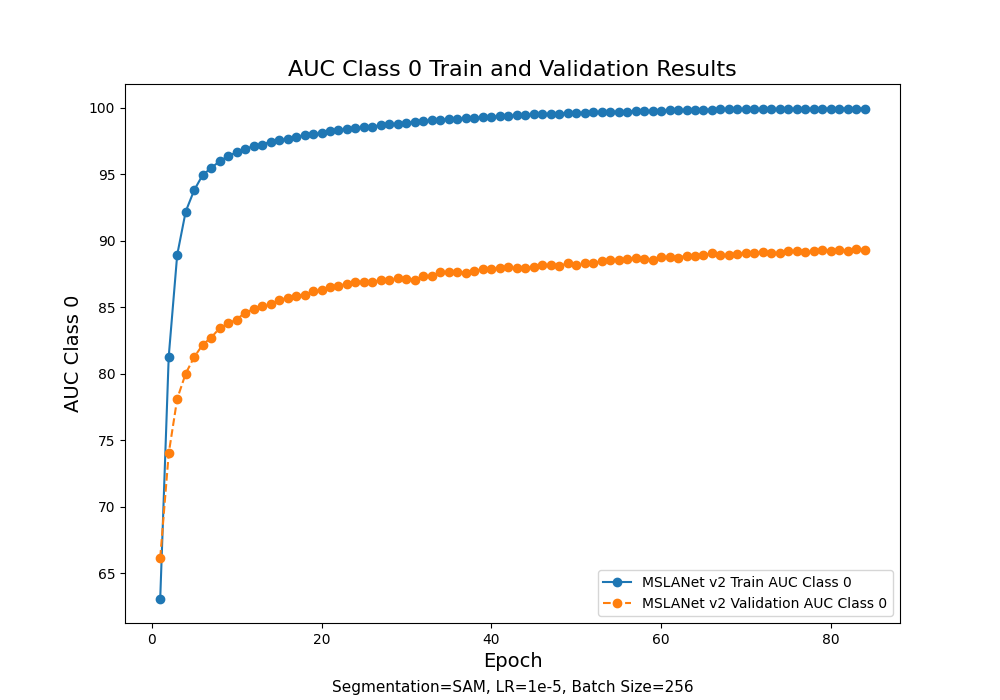 AUC Class 0 Train and Validation Results
AUC Class 0
100
95
90
85
80
75
70
65
MSLANet v2 Train AUC Class 0
MSLANet v2 Validation AUC Class 0
0 20 40 60 80
Epoch
Segmentation=SAM, LR=1e-5, Batch Size=256